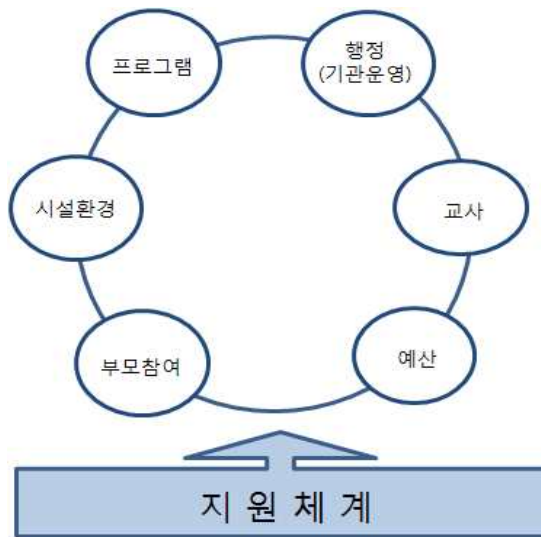 프로그램
행정
(기관운영)
시설환경
교사
부모참여
예산
지 원 체 계